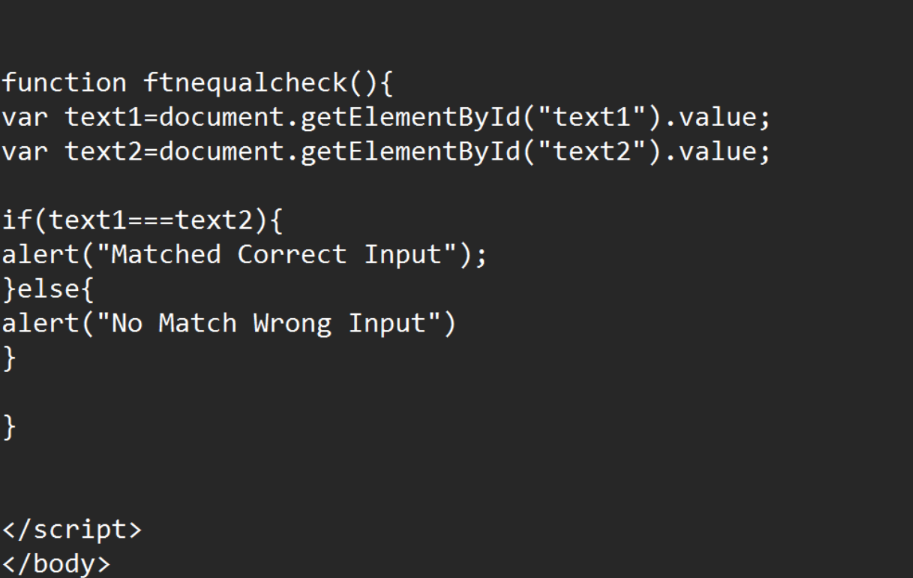 function ftnequalcheck(){
var text1=document.getElementById("text1").value;
var text2=document.getElementById("text2").value;
if(text1===text2){
alert("Matched Correct Input");
}else{
alert("No Match Wrong Input")
}
}
</script>
</body>